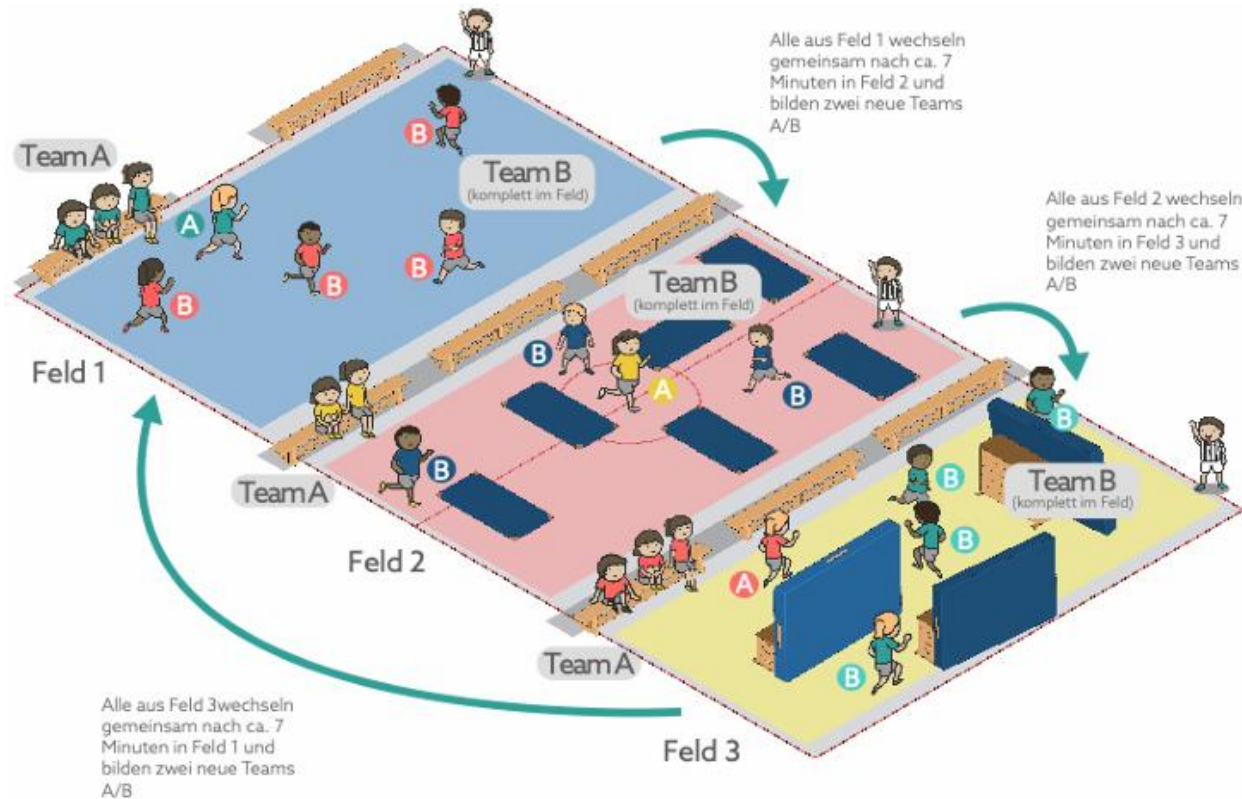 Alle aus Feld 1 wechseln
gemeinsam nach ca. 7
Minuten in Feld 2 und
bilden zwei neue Teams
A/B
Team A
B
Team B
(komplett im Feld)
A
B
B
B
Feld 1
Alle aus Feld 2 wechseln
gemeinsam nach ca. 7
Minuten in Feld 3 und
bilden zwei neue Teams
A/B
Team B
(komplett im Feld)
B
A
B
B
Team A
Feld 2
B
Team B
(komplett im Feld)
B
B
A
B
Team A
Feld 3
Alle aus Feld 3wechseln
gemeinsam nach ca. 7
Minuten in Feld 1 und
bilden zwei neue Teams
A/B